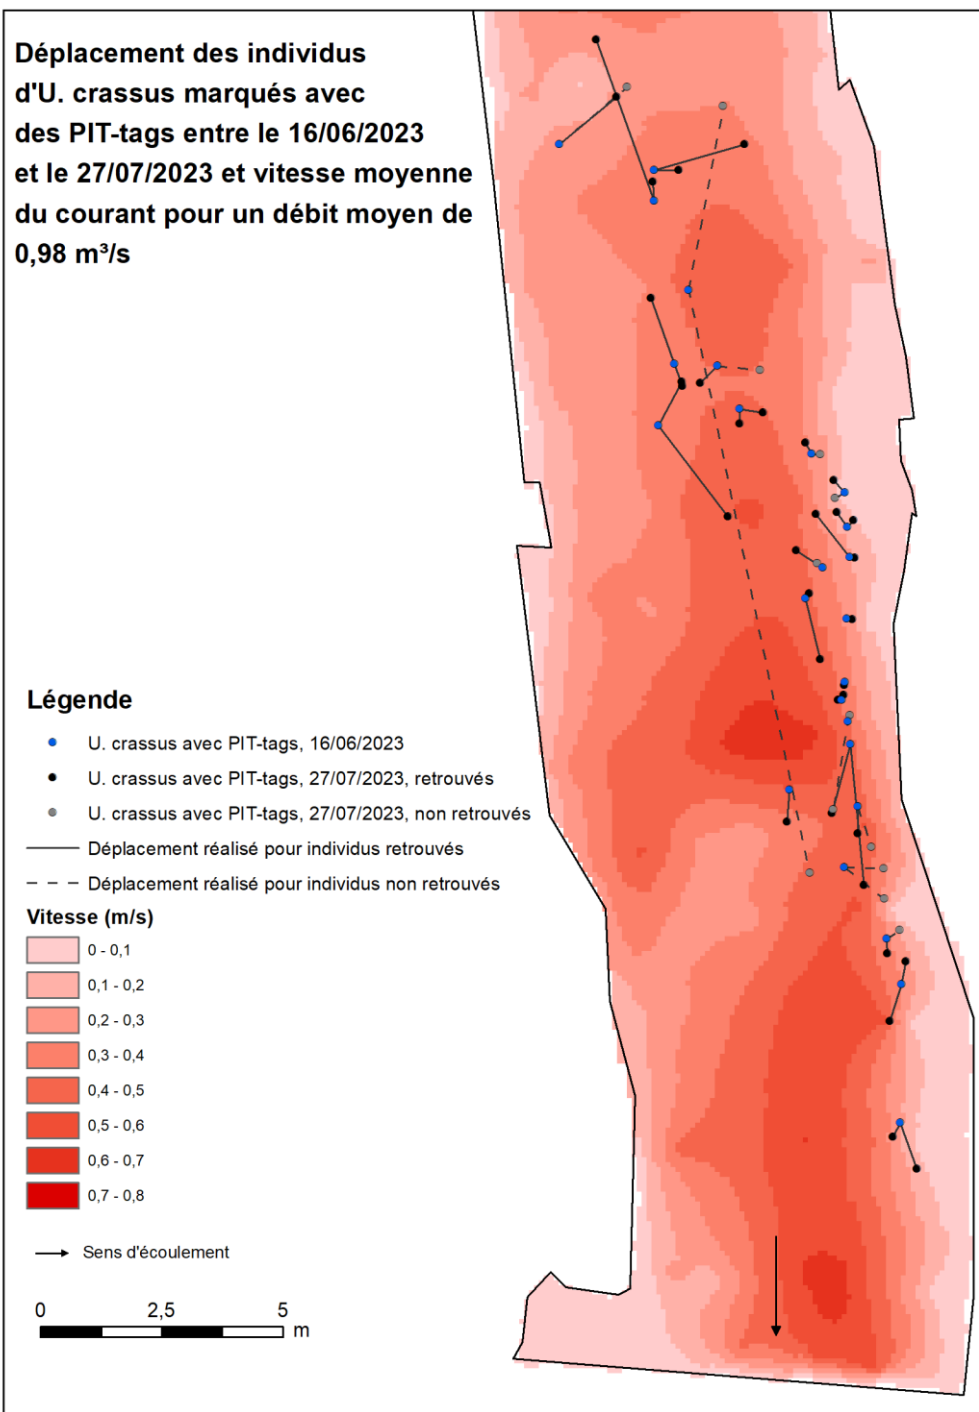 Déplacement des individus
d'U. crassus marqués avec
des PIT-tags entre le 16/06/2023
et le 27/07/2023 et vitesse moyenne
du courant pour un débit moyen de
0,98 m³/s
Légende
U. crassus avec PIT-tags, 16/06/2023
U. crassus avec PIT-tags, 27/07/2023, retrouvés
U. crassus avec PIT-tags, 27/07/2023, non retrouvés
Déplacement réalisé pour individus retrouvés
Déplacement réalisé pour individus non retrouvés
Vitesse (m/s)
0 - 0,1
0,1 - 0,2
0,2 - 0,3
0,3 - 0,4
0,4 - 0,5
0,5 - 0,6
0,6 - 0,7
0,7 - 0,8
Sens d'écoulement
0 2,5 5
m